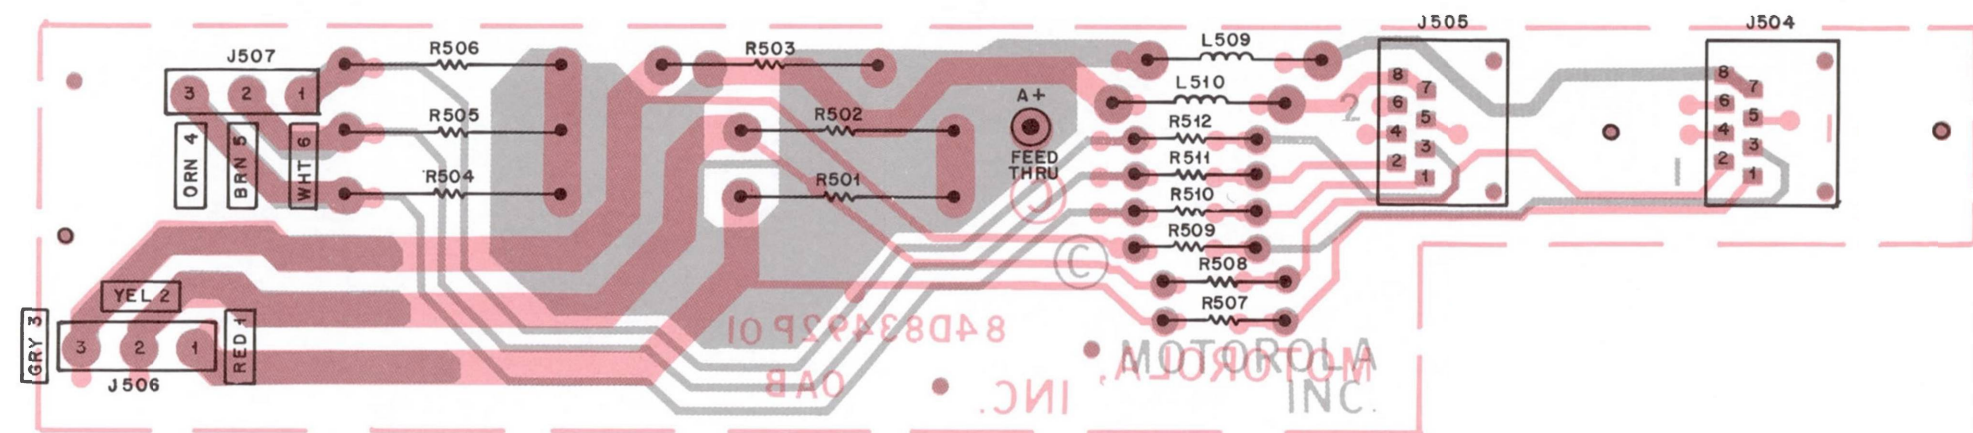 J507
R506
R503
L509
J505
J504
3 2 1
A+
L510
8
7
6
5
4
3
2
1
8
7
6
5
4
3
2
1
2
1
ORN 4
BRN 5
WHT 6
R505
R502
R512
FEED
THRU
R511
R504
R501
R510
C
R509
©
R508
YEL 2
R507
GRY 3
RED 1
3 2 1
J506
84D83492P01
OAB
MOTOROLA,
INC.
MOTOROLA
INC.